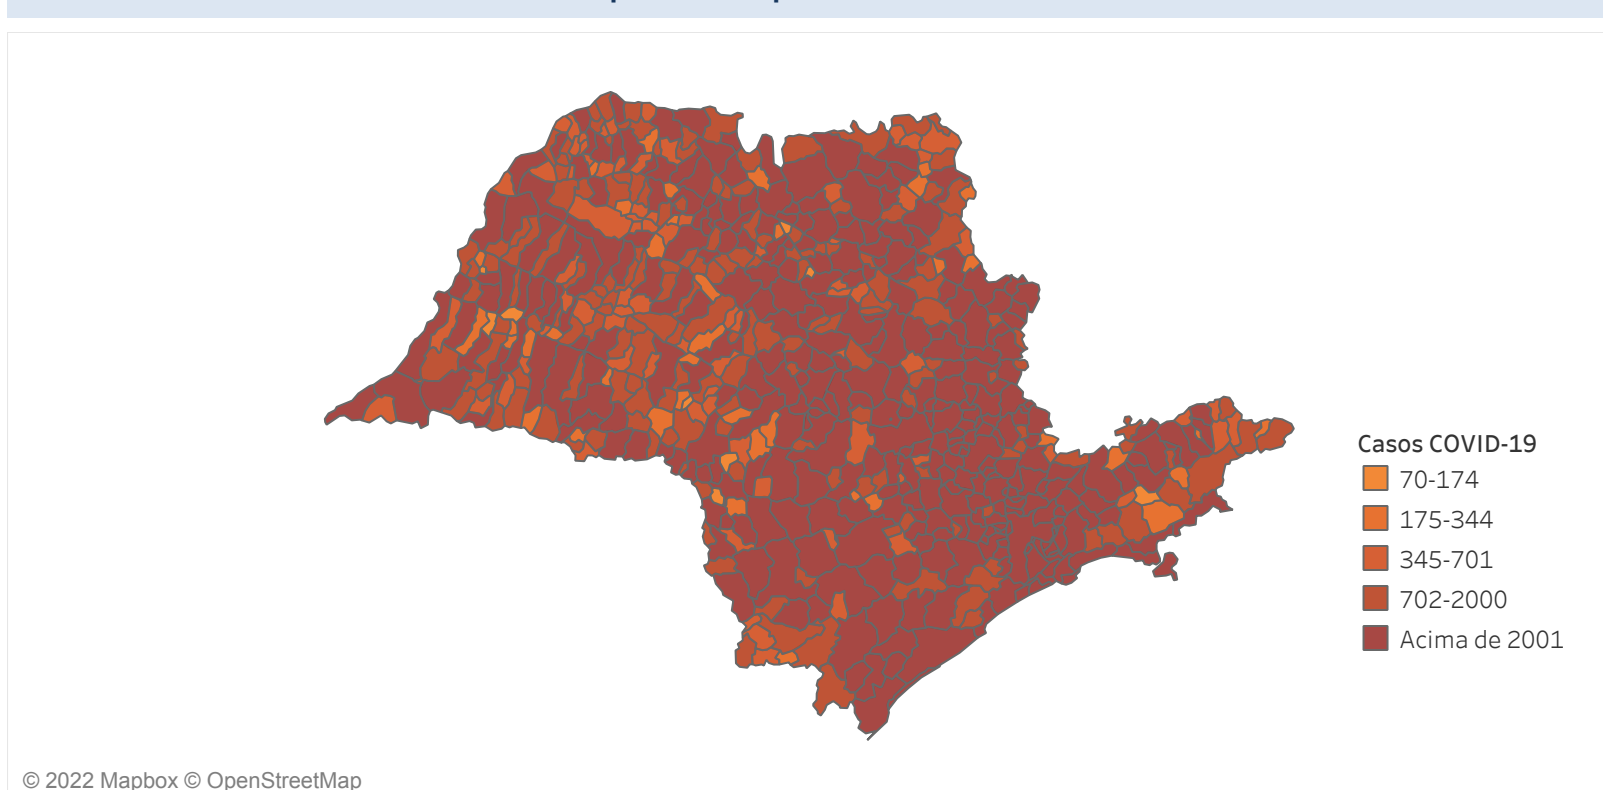 Casos COVID-19
70-174
175-344
345-701
702-2000
Acima de 2001
© 2022 Mapbox © OpenStreetMap